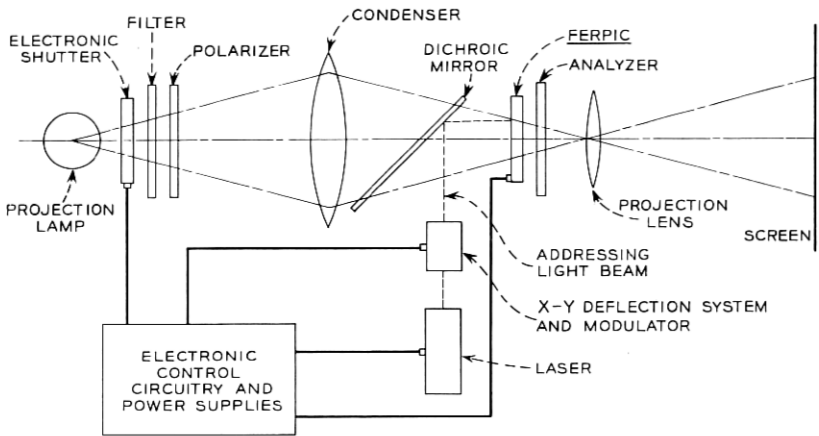 CONDENSER
FILTER
ELECTRONIC
SHUTTER
POLARIZER
DICHROIC
MIRROR
FERPIC
ANALYZER
PROJECTION
LAMP
PROJECTION
LENS
SCREEN
ADDRESSING
LIGHT BEAM
X-Y DEFLECTION SYSTEM
AND MODULATOR
LASER
ELECTRONIC
CONTROL
CIRCUITRY AND
POWER SUPPLIES